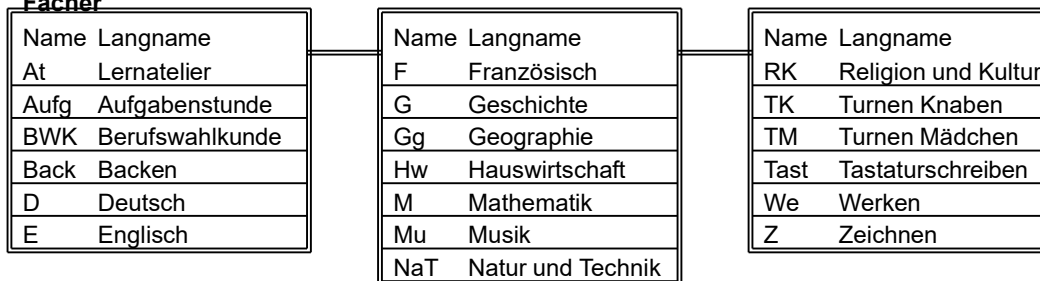 Fächer
Name Langname
At Lernatelier
Aufg Aufgabenstunde
BWK Berufswahlkunde
Back Backen
D Deutsch
E Englisch
Name Langname
F Französisch
G Geschichte
Gg Geographie
Hw Hauswirtschaft
M Mathematik
Mu Musik
NaT Natur und Technik
Name Langname
RK Religion und Kultur
TK Turnen Knaben
TM Turnen Mädchen
Tast Tastaturschreiben
We Werken
Z Zeichnen